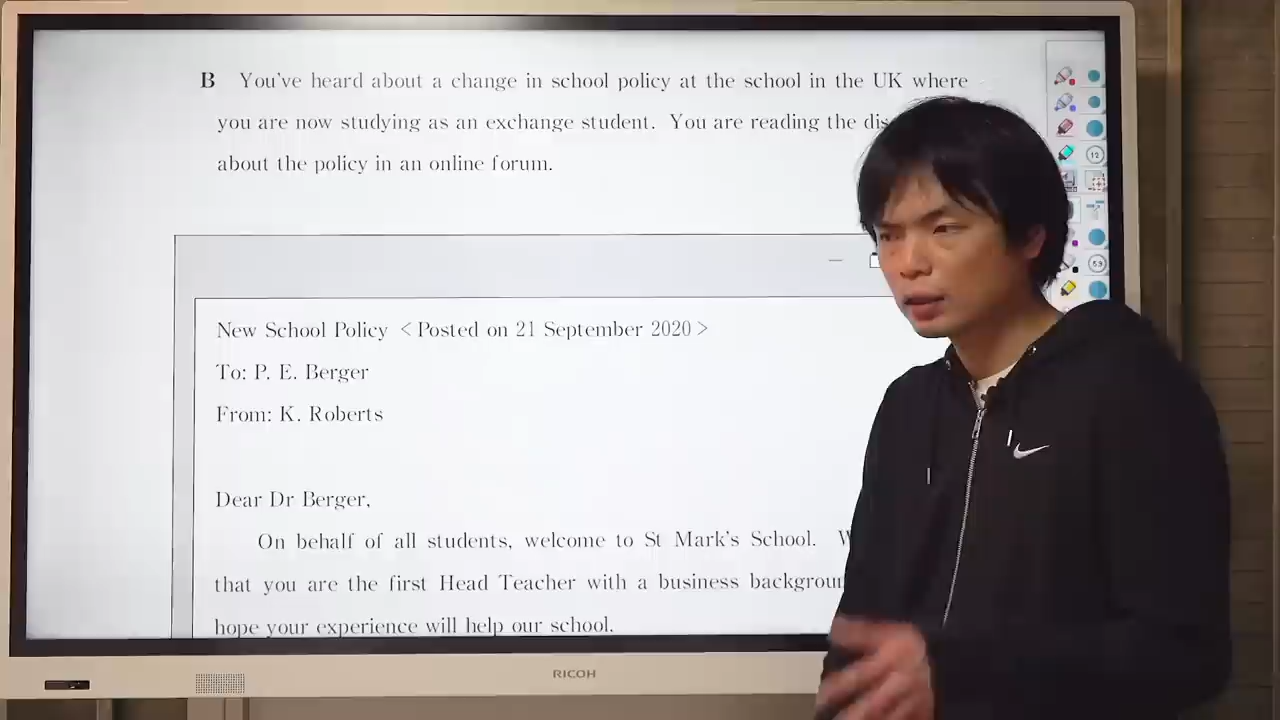 B You've heard about a change in school policy at the school in the UK where
you are now studying as an exchange student. You are reading the
about the policy in an online forum.
New School Policy <Posted on 21 September 2020>
To: P. E. Berger
From: K. Roberts
Dear Dr Berger,
On behalf of all students, welcome to St Mark's School.
that you are the first Head Teacher with a business
hope your experience will help our school.
RICOH
12
53